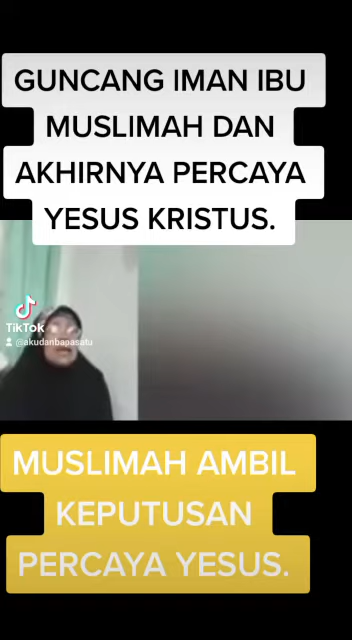 GUNCANG IMAN IBU
MUSLIMAH DAN
AKHIRNYA PERCAYA
YESUS KRISTUS.
TikTok
@akudanbapasatu
MUSLIMAH AMBIL
KEPUTUSAN
PERCAYA YESUS.